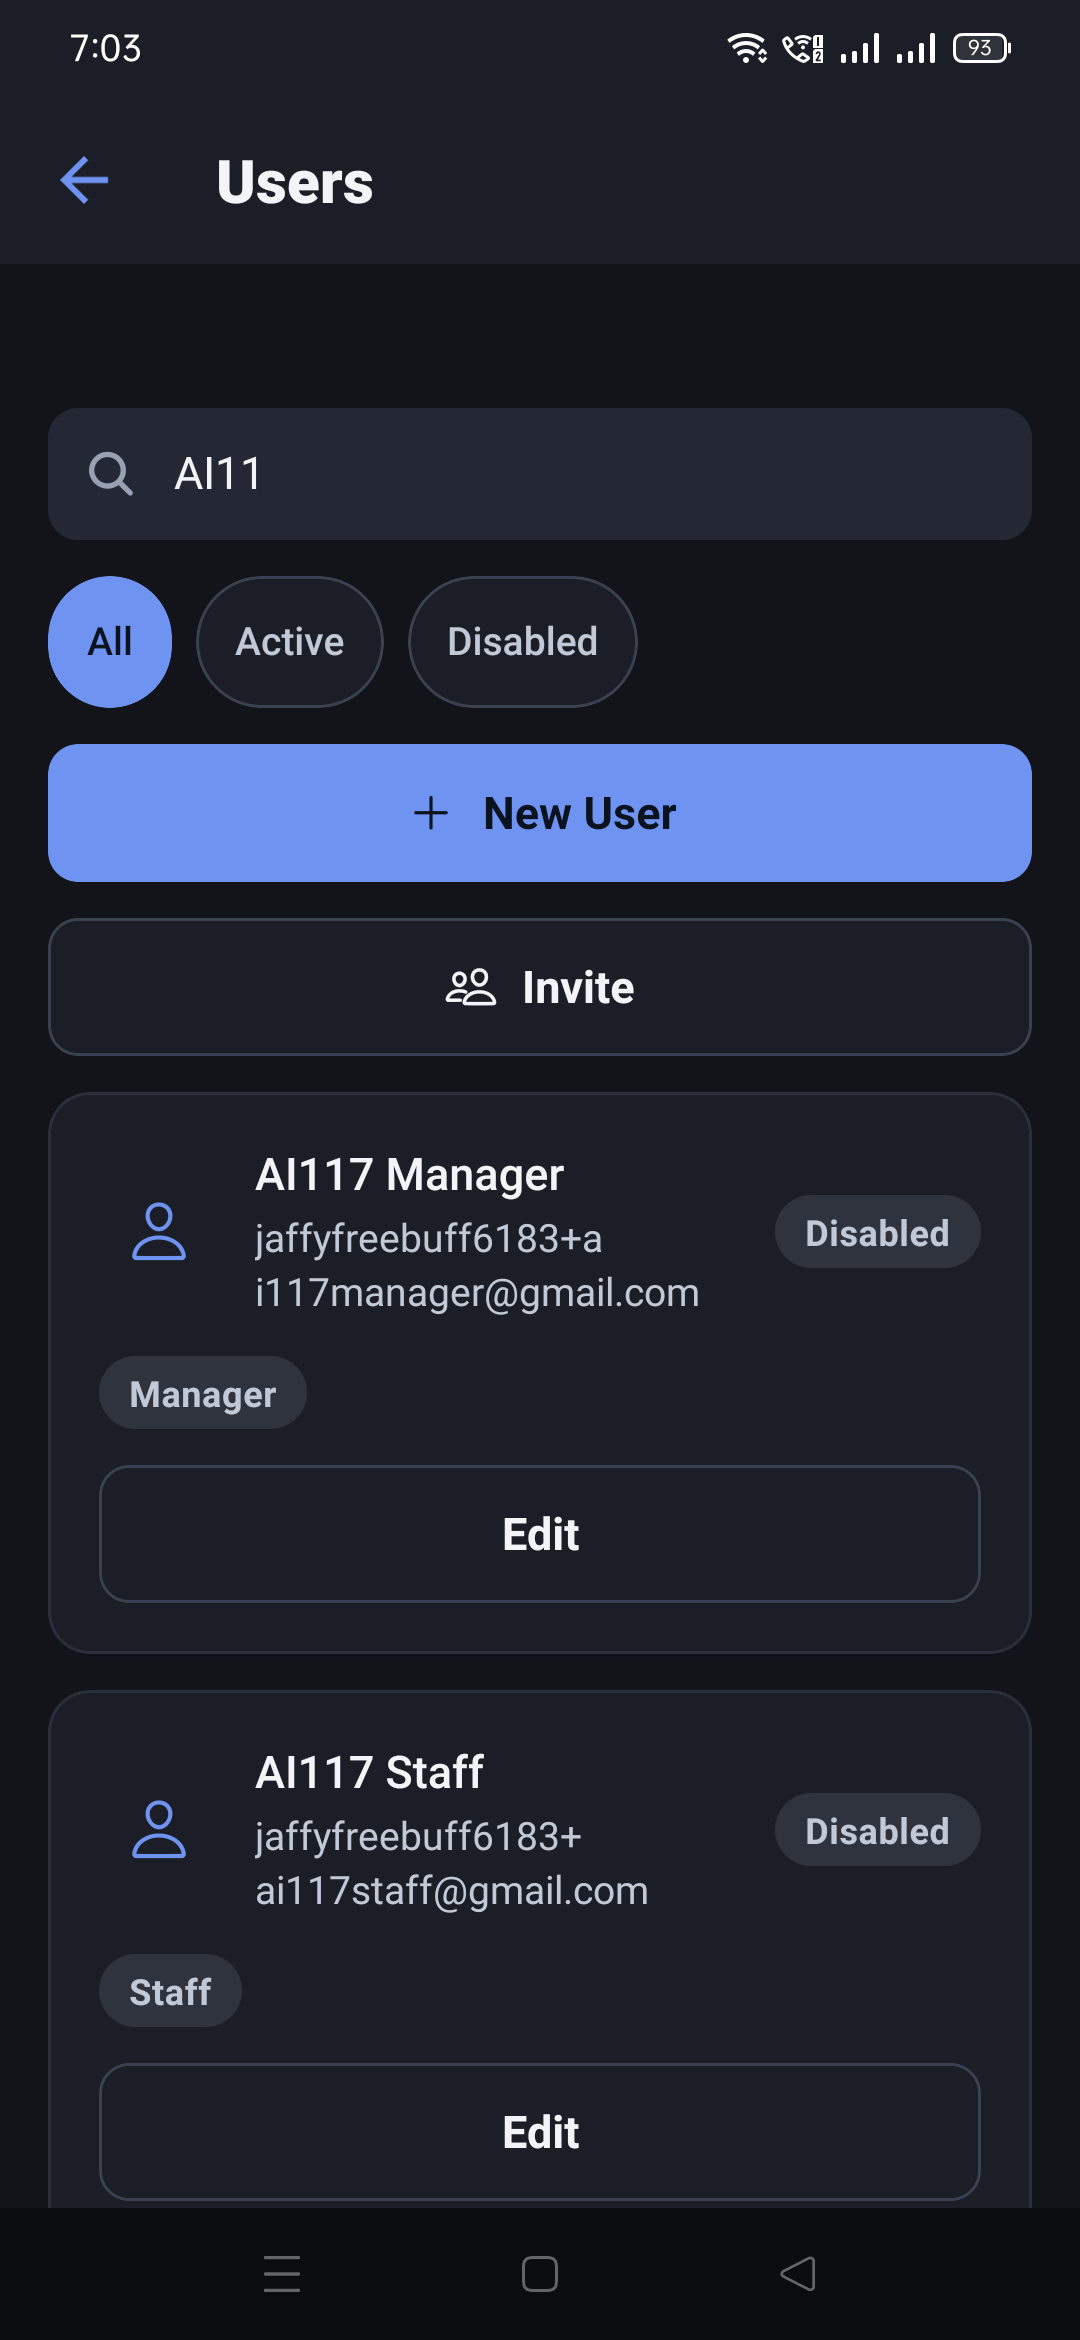 7:03
93
Users
AI11
All
Active
Disabled
New User
Invite
AI117 Manager
jaffyfreebuff6183+a
i117manager@gmail.com
Disabled
Manager
Edit
AI117 Staff
jaffyfreebuff6183+
ai117staff@gmail.com
Disabled
Staff
Edit